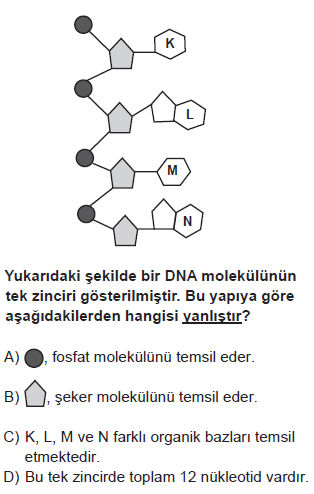 K
L
M
N
Yukarıdaki şekilde bir DNA molekülünün
tek zinciri gösterilmiştir. Bu yapıya göre
aşağıdakilerden hangisi yanlıştır?
A) , fosfat molekülünü temsil eder.
B) , şeker molekülünü temsil eder.
C) K, L, M ve N farklı organik bazları temsil
etmektedir.
D) Bu tek zincirde toplam 12 nükleotid vardır.